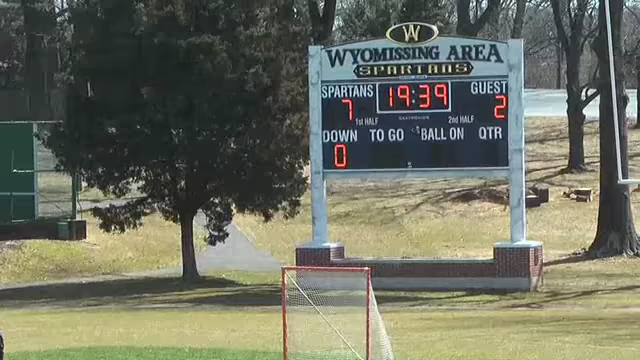 W
WYOMISSING AREA
SPARTANS
SPARTANS 19:39 GUEST
7 2
1st HALF 2nd HALF
DOWN TO GO BALL ON QTR
0